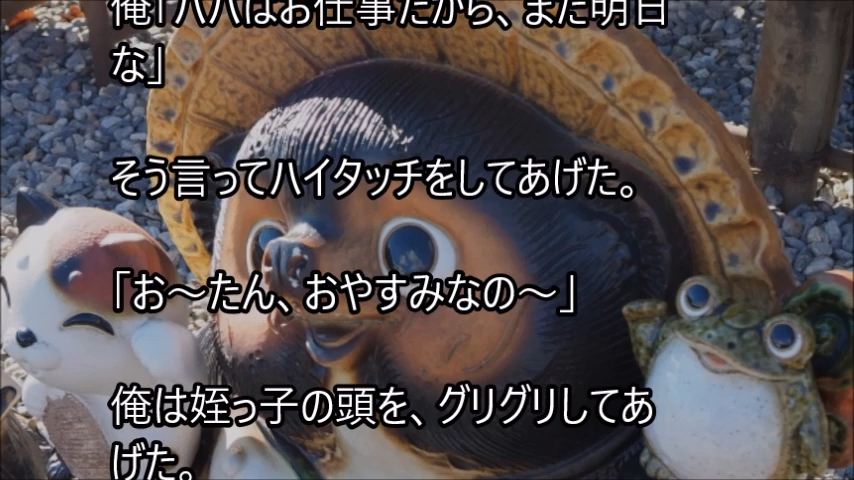 俺「パパはお仕事だから、また明日
な」
そう言ってハイタッチをしてあげた。
「お〜たん、おやすみなの〜」
俺は姪っ子の頭を、グリグリしてあ
げた。